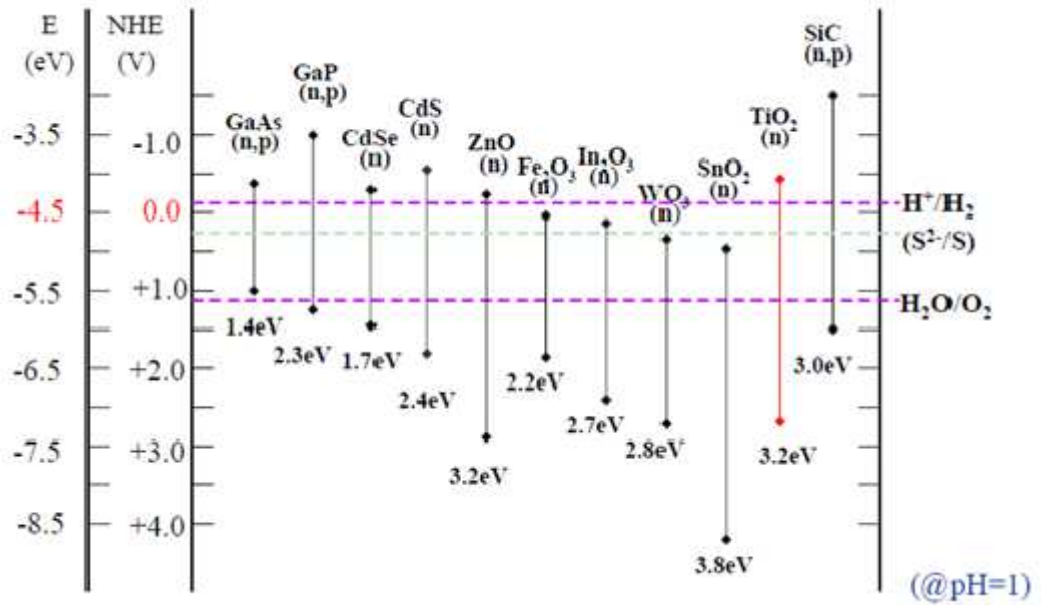 E
(eV)
NHE
(V)
-3.5
-4.5
-5.5
-6.5
-7.5
-8.5
-1.0
0.0
+1.0
+2.0
+3.0
+4.0
GaAs
(n,p)
1.4eV
GaP
(n,p)
2.3eV
CdSe
(n)
1.7eV
CdS
(n)
2.4eV
ZnO
(n)
3.2eV
Fe₂O₃
(n)
2.2eV
In₂O₃
(n)
2.7eV
WO₃
(n)
2.8eV
SnO₂
(n)
3.8eV
TiO₂
(n)
3.2eV
SiC
(n,p)
3.0eV
H⁺/H₂
(S²⁻/S)
H₂O/O₂
(@pH=1)